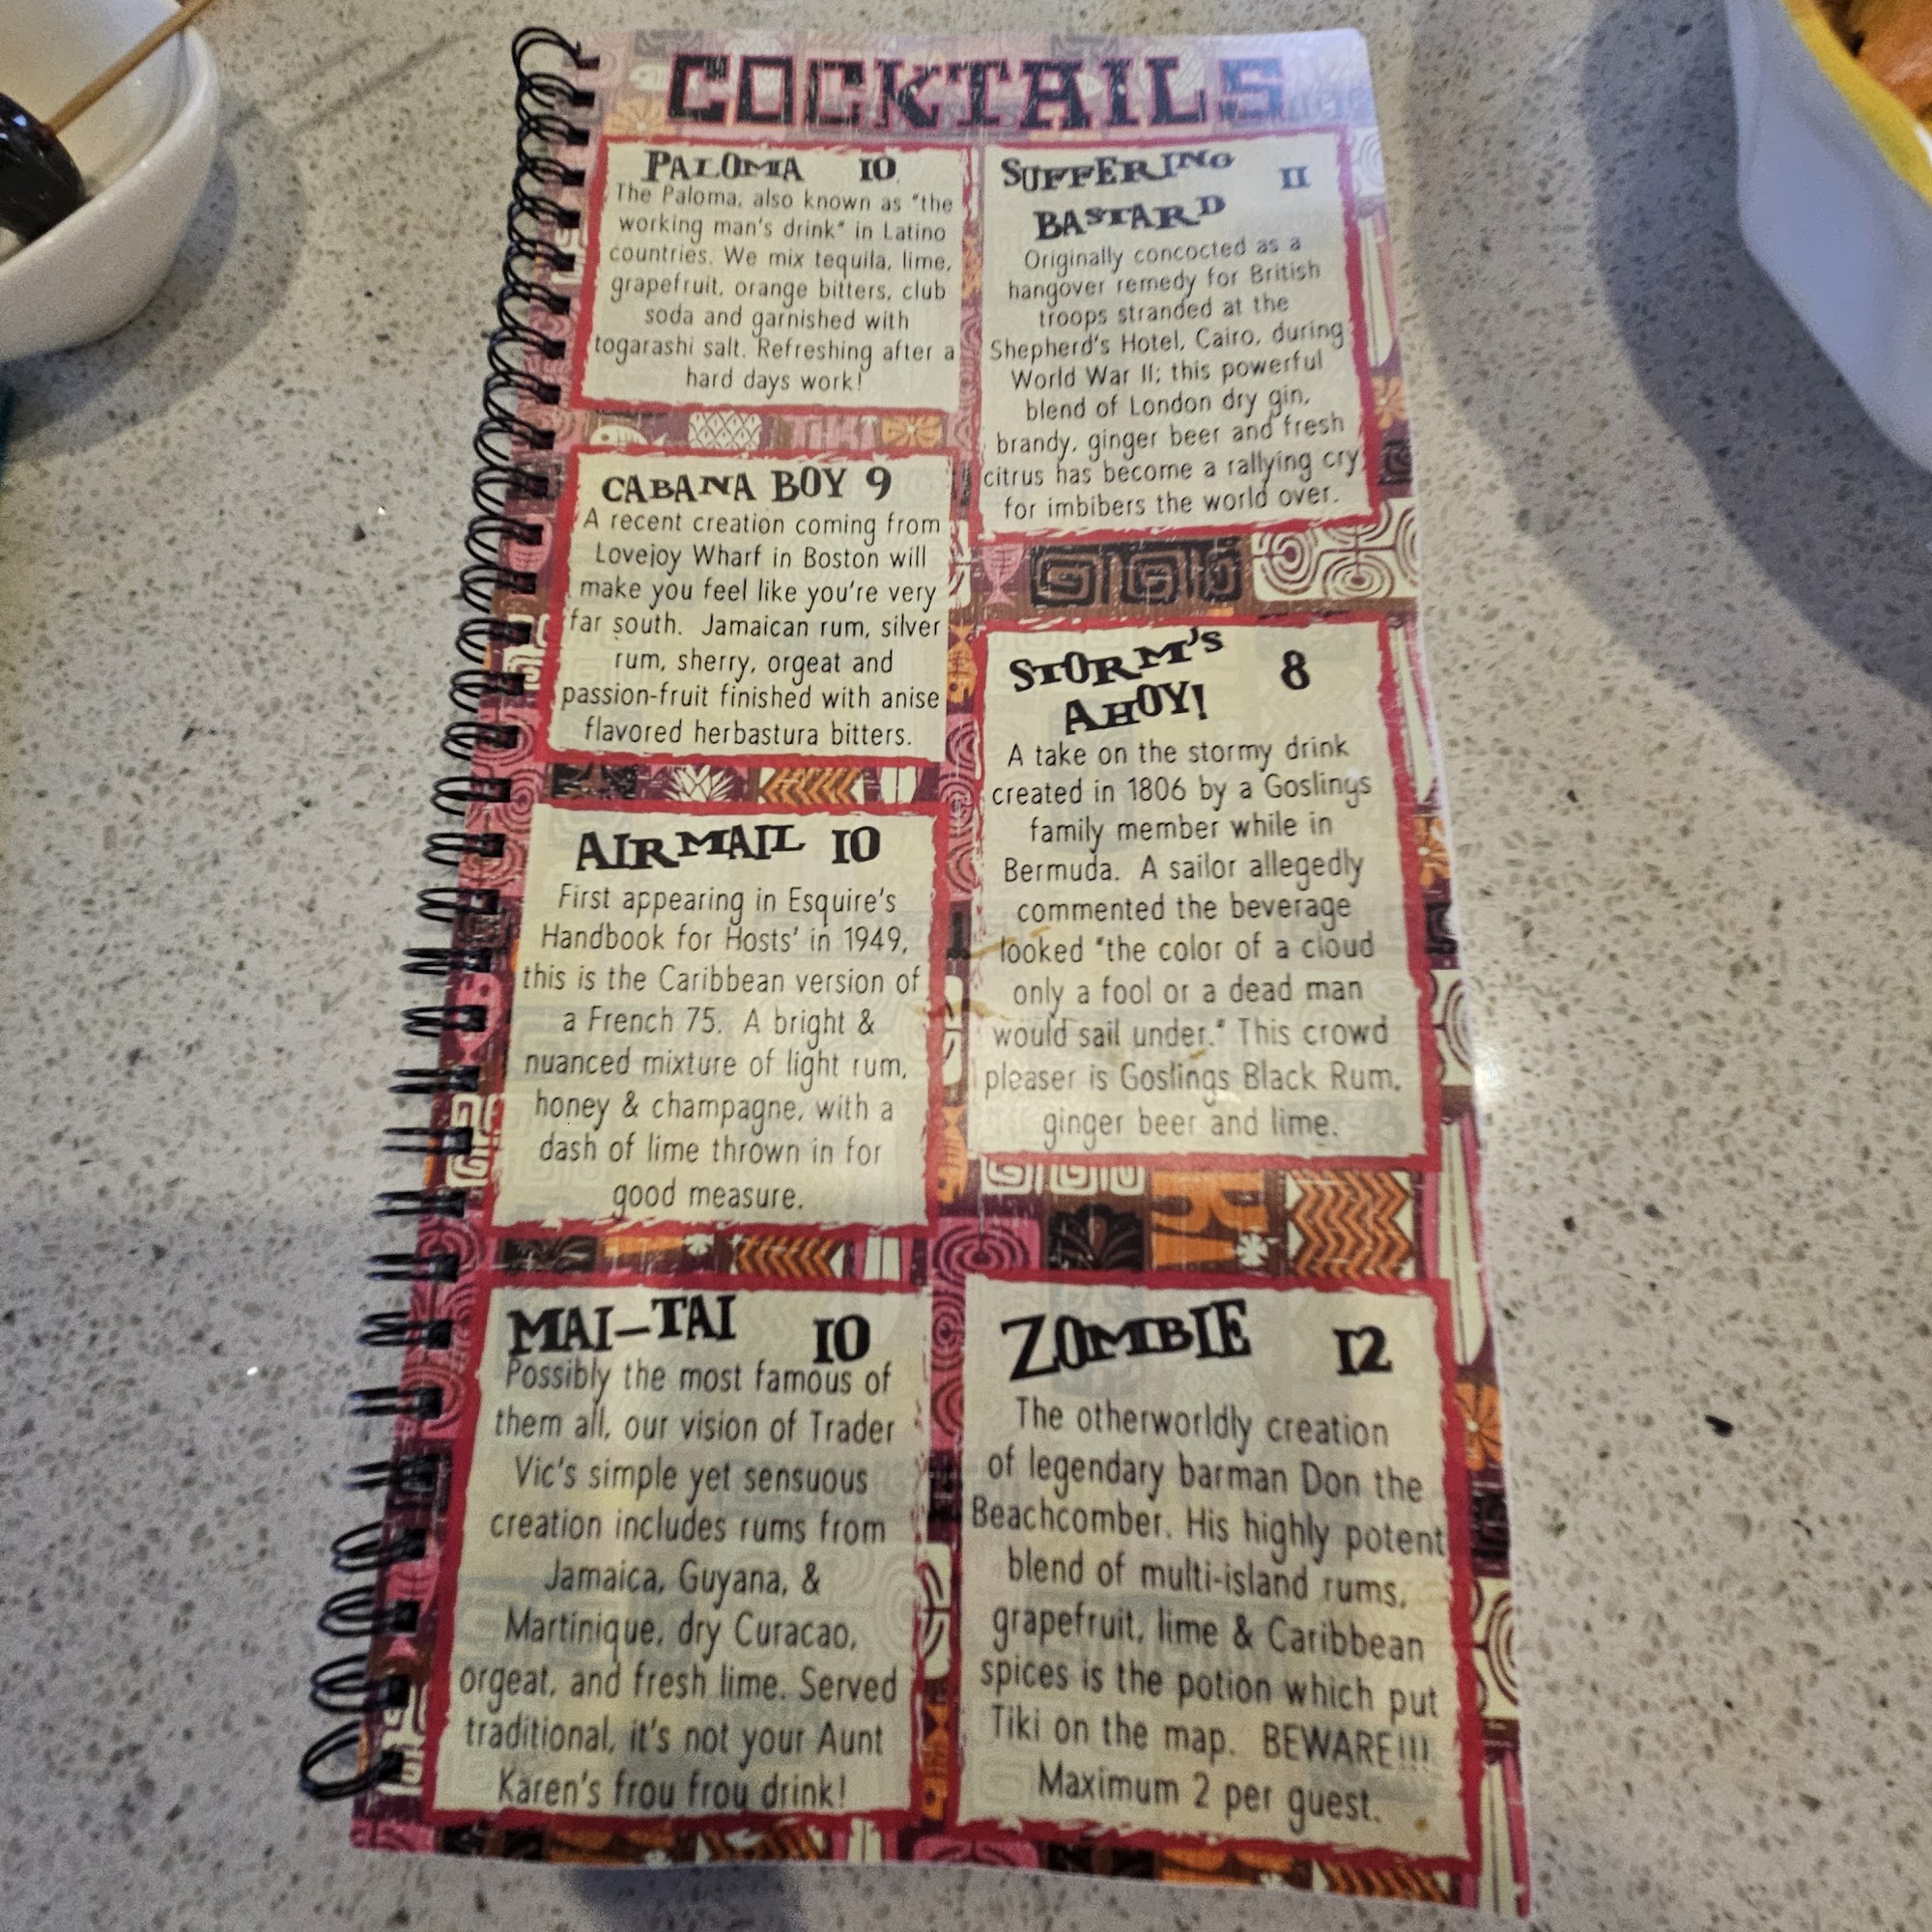 COCKTAILS
PALOMA 10
The Paloma, also known as "the
working man's drink" in Latino
countries. We mix tequila, lime,
grapefruit, orange bitters, club
soda and garnished with
togarashi salt. Refreshing after a
hard days work!
CABANA BOY 9
A recent creation coming from
Lovejoy Wharf in Boston will
make you feel like you're very
far south. Jamaican rum, silver
rum, sherry, orgeat and
passion-fruit finished with anise
flavored herbastura bitters.
AIRMAIL 10
First appearing in Esquire's
Handbook for Hosts' in 1949,
this is the Caribbean version of
a French 75. A bright &
nuanced mixture of light rum,
honey & champagne, with a
dash of lime thrown in for
good measure.
MAI-TAI 10
Possibly the most famous of
them all, our vision of Trader
Vic's simple yet sensuous
creation includes rums from
Jamaica, Guyana, &
Martinique, dry Curacao,
orgeat, and fresh lime. Served
traditional, it's not your Aunt
Karen's frou frou drink!
SUFFERING 11
BASTARD
Originally concocted as a
hangover remedy for British
troops stranded at the
Shepherd's Hotel, Cairo, during
World War II; this powerful
blend of London dry gin,
brandy, ginger beer and fresh
citrus has become a rallying cry
for imbibers the world over.
STORM'S 8
AHOY!
A take on the stormy drink
created in 1806 by a Goslings
family member while in
Bermuda. A sailor allegedly
commented the beverage
looked "the color of a cloud
only a fool or a dead man
would sail under." This crowd
pleaser is Goslings Black Rum,
ginger beer and lime.
ZOMBIE 12
The otherworldly creation
of legendary barman Don the
Beachcomber. His highly potent
blend of multi-island rums,
grapefruit, lime & Caribbean
spices is the potion which put
Tiki on the map. BEWARE!!!
Maximum 2 per guest.
TIKI